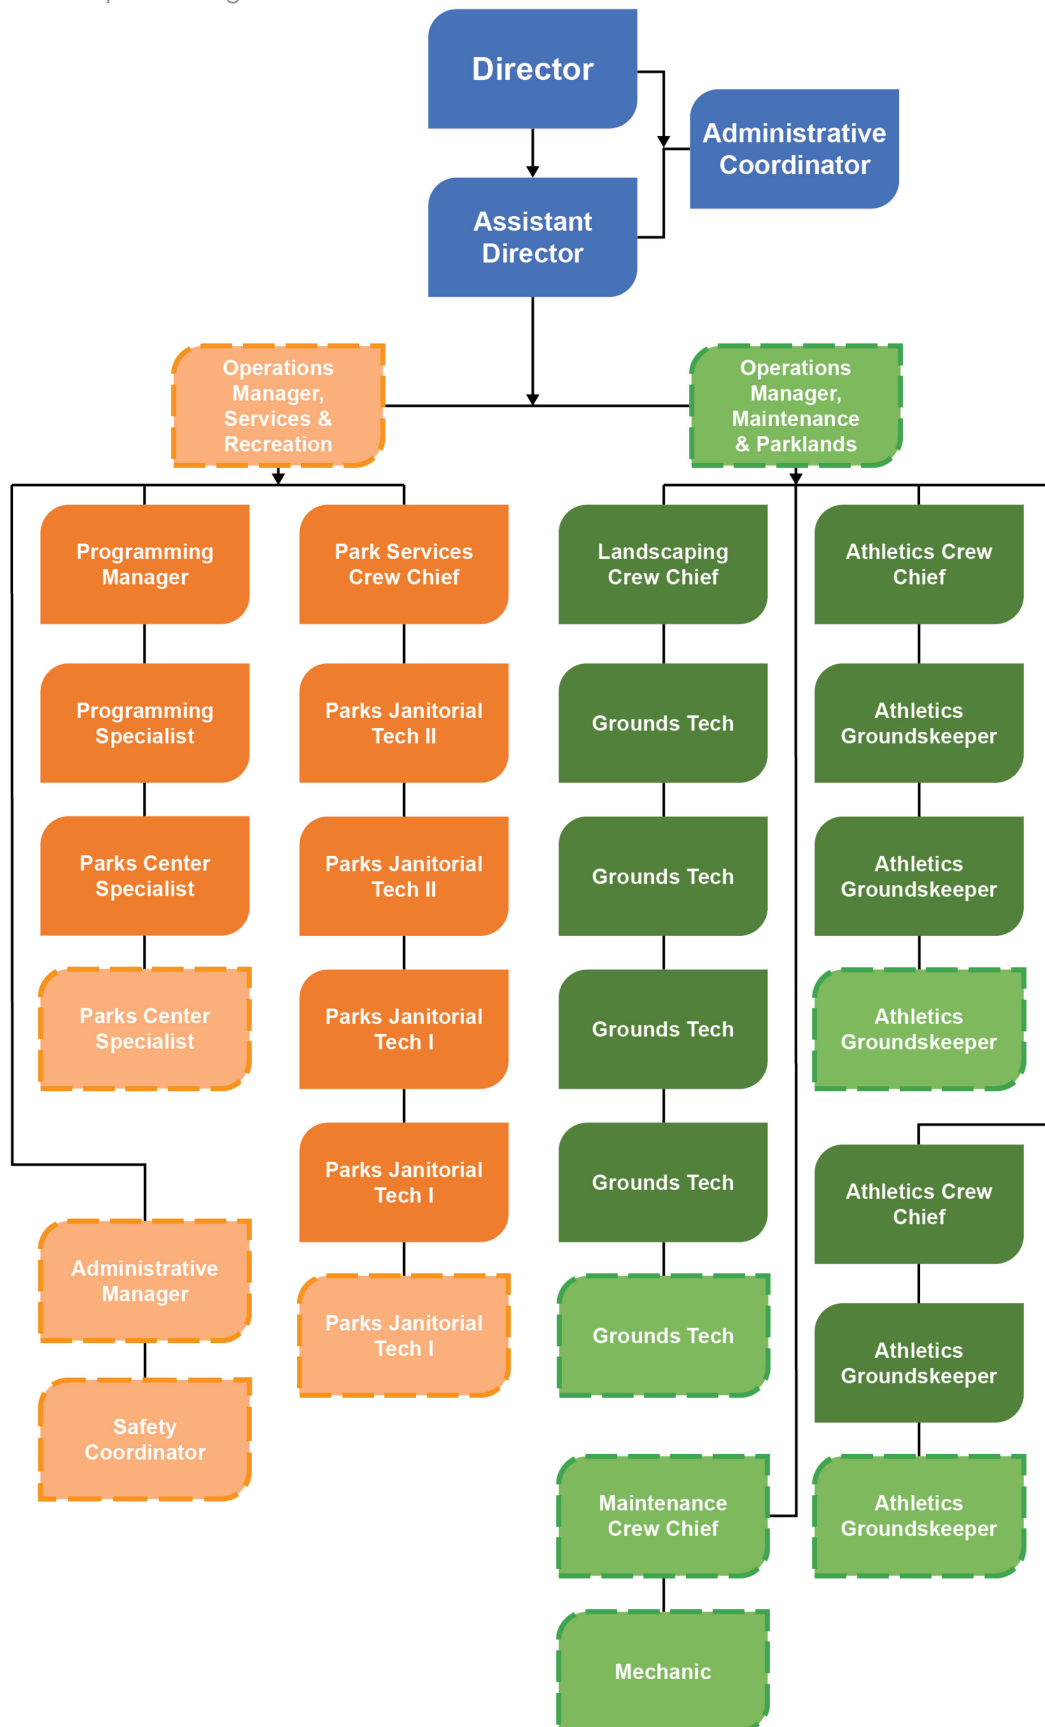 Director
Administrative
Coordinator
Assistant
Director
Operations
Manager,
Services &
Recreation
Operations
Manager,
Maintenance
& Parklands
Programming
Manager
Park Services
Crew Chief
Landscaping
Crew Chief
Athletics Crew
Chief
Programming
Specialist
Parks Janitorial
Tech II
Grounds Tech
Athletics
Groundskeeper
Parks Center
Specialist
Parks Janitorial
Tech II
Grounds Tech
Athletics
Groundskeeper
Parks Center
Specialist
Parks Janitorial
Tech I
Grounds Tech
Athletics
Groundskeeper
Parks Janitorial
Tech I
Grounds Tech
Athletics Crew
Chief
Administrative
Manager
Parks Janitorial
Tech I
Grounds Tech
Athletics
Groundskeeper
Safety
Coordinator
Maintenance
Crew Chief
Athletics
Groundskeeper
Mechanic